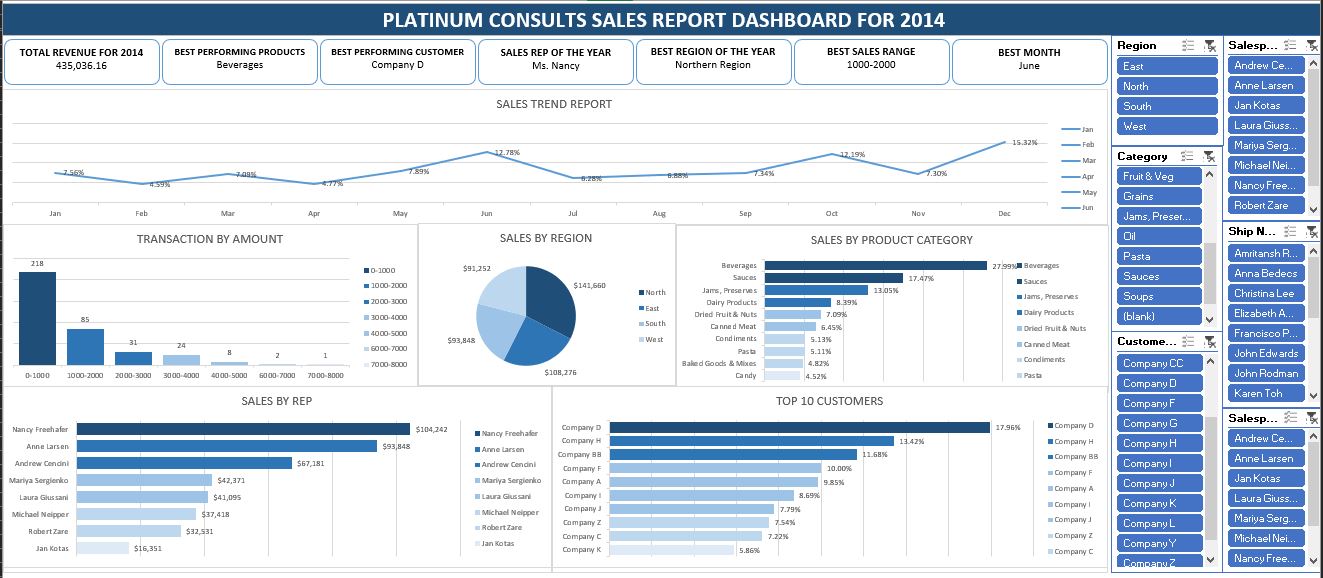 PLATINUM CONSULTS SALES REPORT DASHBOARD FOR 2014
TOTAL REVENUE FOR 2014
435,036.16
BEST PERFORMING PRODUCTS
Beverages
BEST PERFORMING CUSTOMER
Company D
SALES REP OF THE YEAR
Ms. Nancy
BEST REGION OF THE YEAR
Northern Region
BEST SALES RANGE
1000-2000
BEST MONTH
June
SALES TREND REPORT
7.56%
4.59%
7.09%
4.77%
7.89%
12.78%
6.28%
6.88%
7.34%
12.19%
7.30%
15.32%
Jan
Feb
Mar
Apr
May
Jun
Jul
Aug
Sep
Oct
Nov
Dec
Jan
Feb
Mar
Apr
May
Jun
TRANSACTION BY AMOUNT
218
85
31
24
8
2
1
0-1000
1000-2000
2000-3000
3000-4000
4000-5000
6000-7000
7000-8000
0-1000
1000-2000
2000-3000
3000-4000
4000-5000
6000-7000
7000-8000
SALES BY REGION
$91,252
$141,660
$93,848
$108,276
North
East
South
West
SALES BY PRODUCT CATEGORY
Beverages 27.99%
Sauces 17.47%
Jams, Preserves 13.05%
Dairy Products 8.39%
Dried Fruit & Nuts 7.09%
Canned Meat 6.45%
Condiments 5.13%
Pasta 5.11%
Baked Goods & Mixes 4.82%
Candy 4.52%
Beverages
Sauces
Jams, Preserves
Dairy Products
Dried Fruit & Nuts
Canned Meat
Condiments
Pasta
SALES BY REP
Nancy Freehafer $104,242
Anne Larsen $93,848
Andrew Cencini $67,181
Mariya Sergienko $42,371
Laura Giussani $41,095
Michael Neipper $37,418
Robert Zare $32,531
Jan Kotas $16,351
Nancy Freehafer
Anne Larsen
Andrew Cencini
Mariya Sergienko
Laura Giussani
Michael Neipper
Robert Zare
Jan Kotas
TOP 10 CUSTOMERS
Company D 17.96%
Company H 13.42%
Company BB 11.68%
Company F 10.00%
Company A 9.85%
Company I 8.69%
Company J 7.79%
Company Z 7.54%
Company C 7.22%
Company K 5.86%
Company D
Company H
Company BB
Company F
Company A
Company I
Company J
Company Z
Company C
Region
East
North
South
West
Category
Fruit & Veg
Grains
Jams, Preser...
Oil
Pasta
Sauces
Soups
(blank)
Custome...
Company CC
Company D
Company F
Company G
Company H
Company I
Company J
Company K
Company L
Company Y
Company Z
Salesp...
Andrew Ce...
Anne Larsen
Jan Kotas
Laura Giuss...
Mariya Serg...
Michael Nei...
Nancy Free...
Robert Zare
Ship N...
Amritansh R...
Anna Bedecs
Christina Lee
Elizabeth A...
Francisco P...
John Edwards
John Rodman
Karen Toh
Salesp...
Andrew Ce...
Anne Larsen
Jan Kotas
Laura Giuss...
Mariya Serg...
Michael Nei...
Nancy Free...